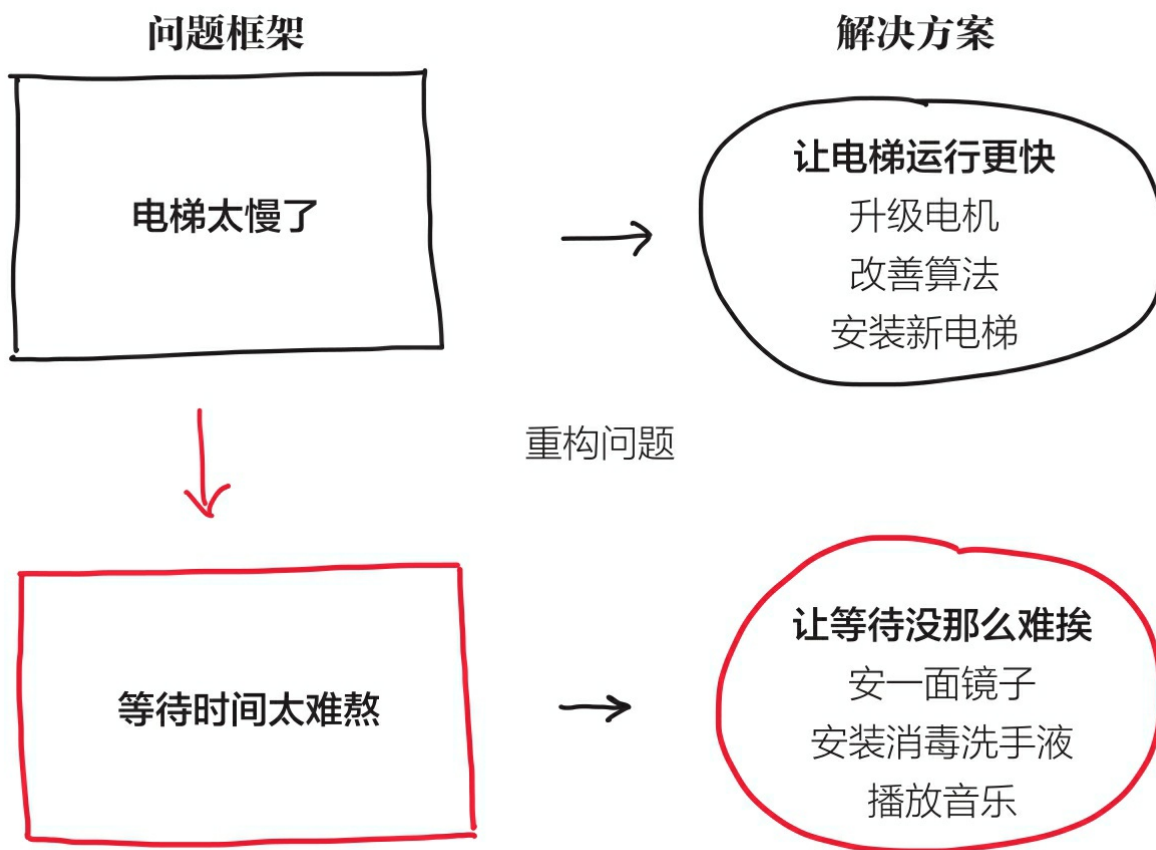 问题框架
解决方案
电梯太慢了
让电梯运行更快
升级电机
改善算法
安装新电梯
重构问题
等待时间太难熬
让等待没那么难挨
安一面镜子
安装消毒洗手液
播放音乐